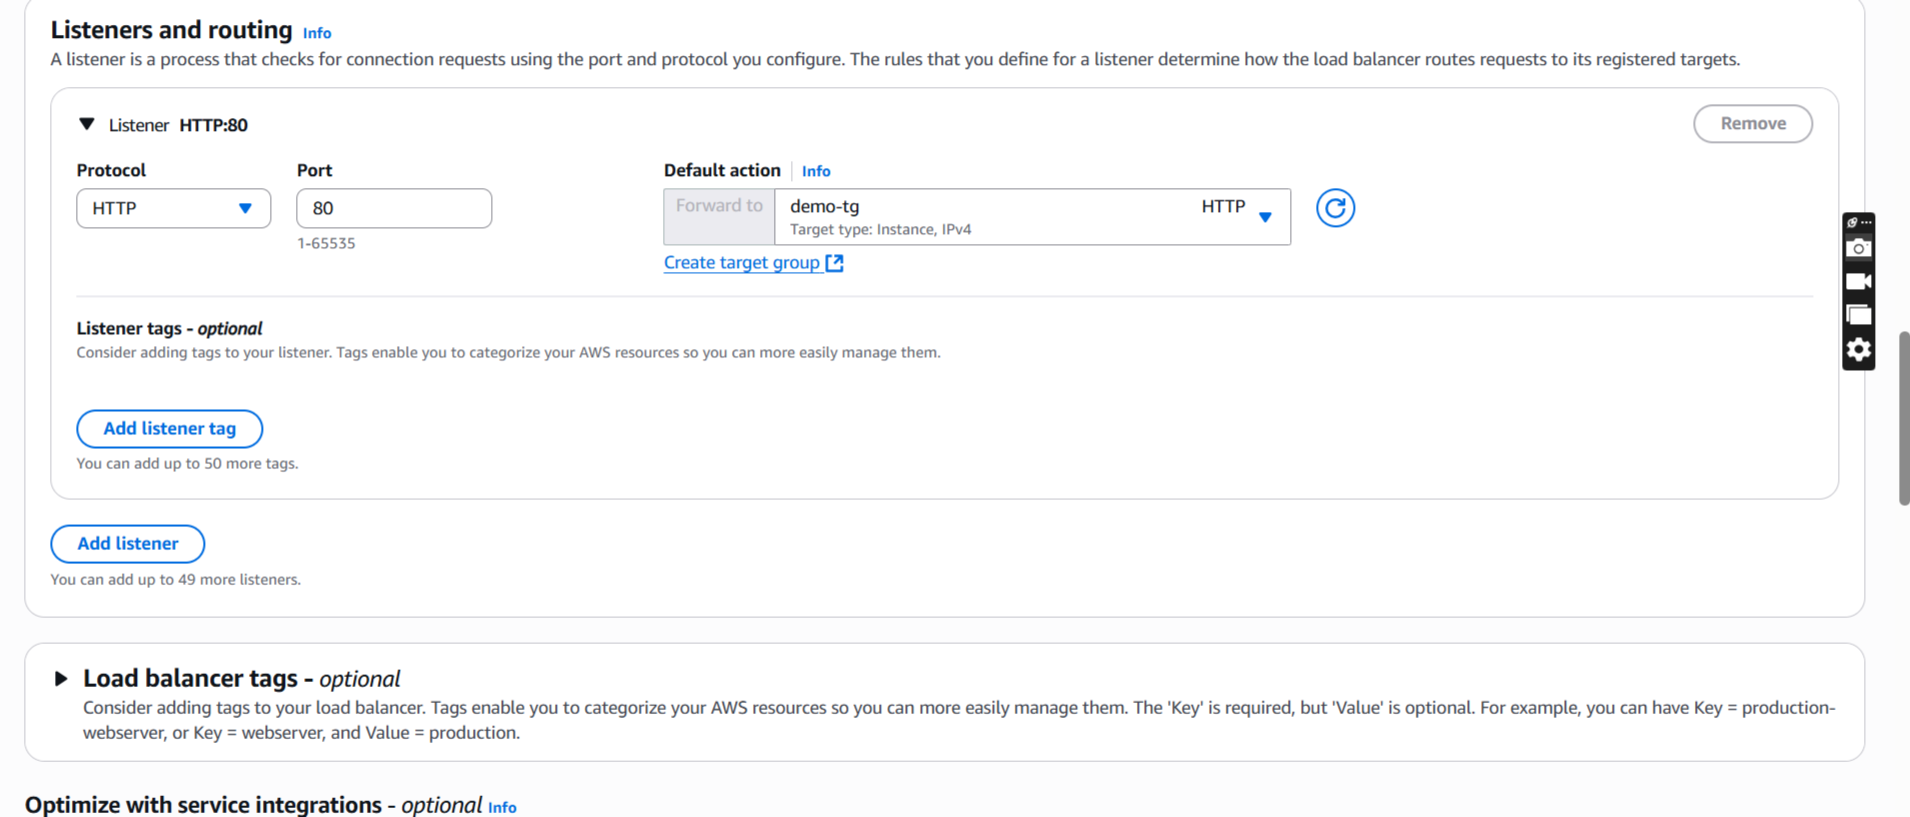 Listeners and routing Info
A listener is a process that checks for connection requests using the port and protocol you configure. The rules that you define for a listener determine how the load balancer routes requests to its registered targets.
Listener HTTP:80
Remove
Protocol Port Default action Info
HTTP 80 Forward to demo-tg HTTP
Target type: Instance, IPv4
1-65535
Create target group
Listener tags - optional
Consider adding tags to your listener. Tags enable you to categorize your AWS resources so you can more easily manage them.
Add listener tag
You can add up to 50 more tags.
Add listener
You can add up to 49 more listeners.
Load balancer tags - optional
Consider adding tags to your load balancer. Tags enable you to categorize your AWS resources so you can more easily manage them. The 'Key' is required, but 'Value' is optional. For example, you can have Key = production-
webserver, or Key = webserver, and Value = production.
Optimize with service integrations - optional Info